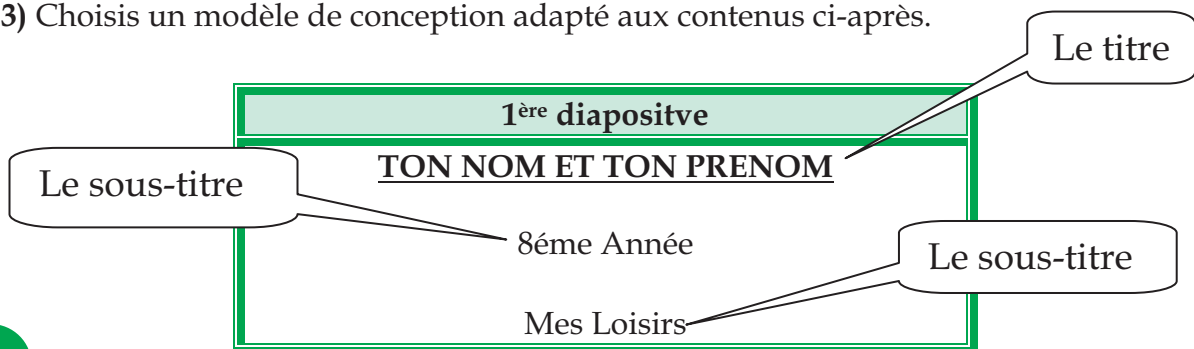 3) Choisis un modèle de conception adapté aux contenus ci-après.
Le titre
1ère diapositve
TON NOM ET TON PRENOM
Le sous-titre
8éme Année
Le sous-titre
Mes Loisirs